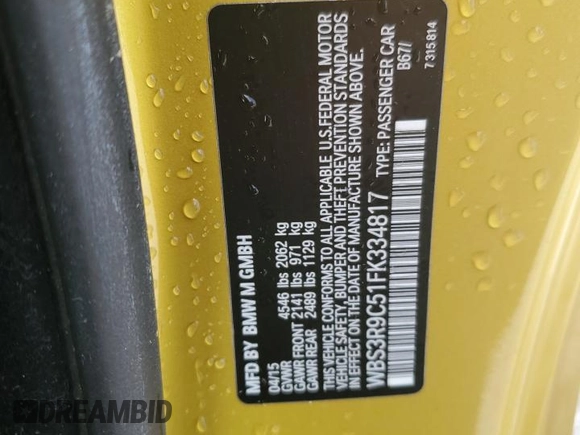 MFD BY BMW M GMBH
04/15
GVWR 4546 lbs 2062 kg
GAWR FRONT 2141 lbs 971 kg
GAWR REAR 2489 lbs 1129 kg
THIS VEHICLE CONFORMS TO ALL APPLICABLE U.S.FEDERAL MOTOR
VEHICLE SAFETY, BUMPER AND THEFT PREVENTION STANDARDS
IN EFFECT ON THE DATE OF MANUFACTURE SHOWN ABOVE.
WBS3R9C51FK334817 TYPE: PASSENGER CAR
B67/
7 315 814
DREAMBID